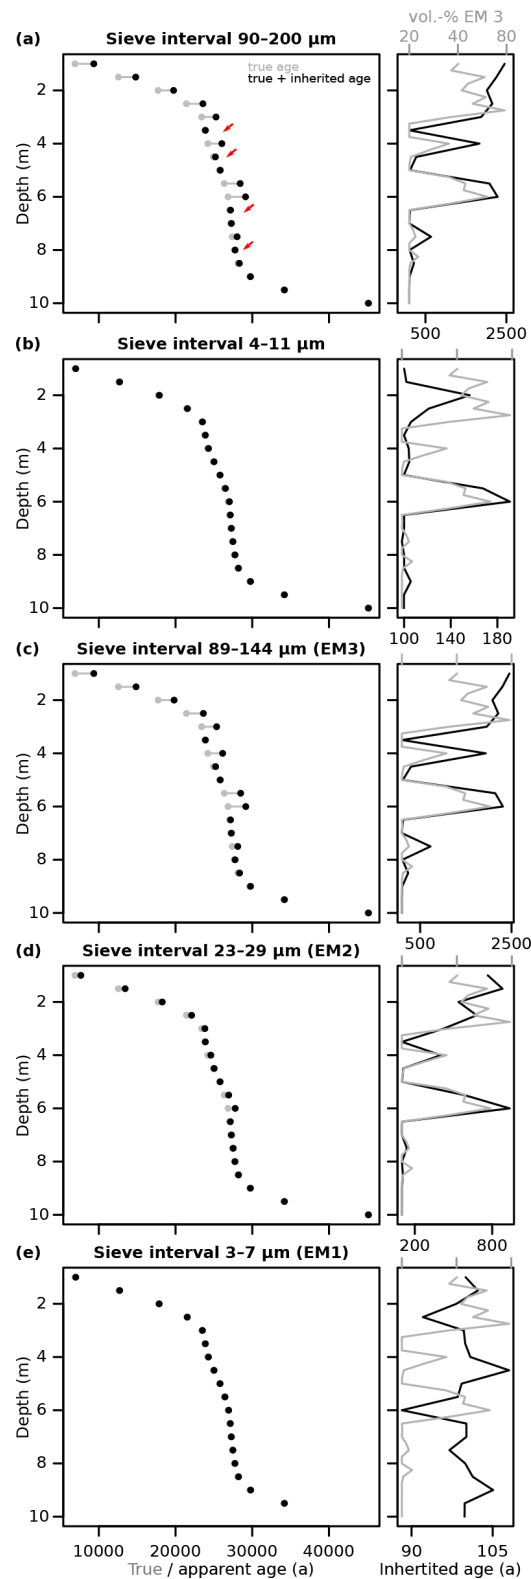 vol.-% EM 3
(a) Sieve interval 90–200 µm
20 40 80
true age
true + inherited age
Depth (m)
2
4
6
8
10
500 2500
(b) Sieve interval 4–11 µm
Depth (m)
2
4
6
8
10
100 140 180
(c) Sieve interval 89–144 µm (EM3)
Depth (m)
2
4
6
8
10
500 2500
(d) Sieve interval 23–29 µm (EM2)
Depth (m)
2
4
6
8
10
200 800
(e) Sieve interval 3–7 µm (EM1)
Depth (m)
2
4
6
8
10
10000 20000 30000 40000
90 105
True / apparent age (a)
Inhertited age (a)